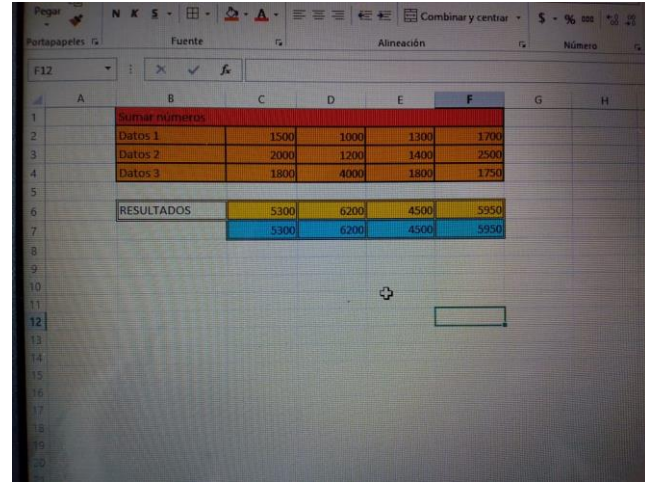 Pegar
N K S
Combinar y centrar
$ - % 000
Portapapeles
Fuente
Alineación
Número
F12
fx
A B C D E F G H
1 Sumar números
2 Datos 1 1500 1000 1300 1700
3 Datos 2 2000 1200 1400 2500
4 Datos 3 1800 4000 1800 1750
5
6 RESULTADOS 5300 6200 4500 5950
7 5300 6200 4500 5950
8
9
10
11
12
13
14
15
16
17
18
19
20